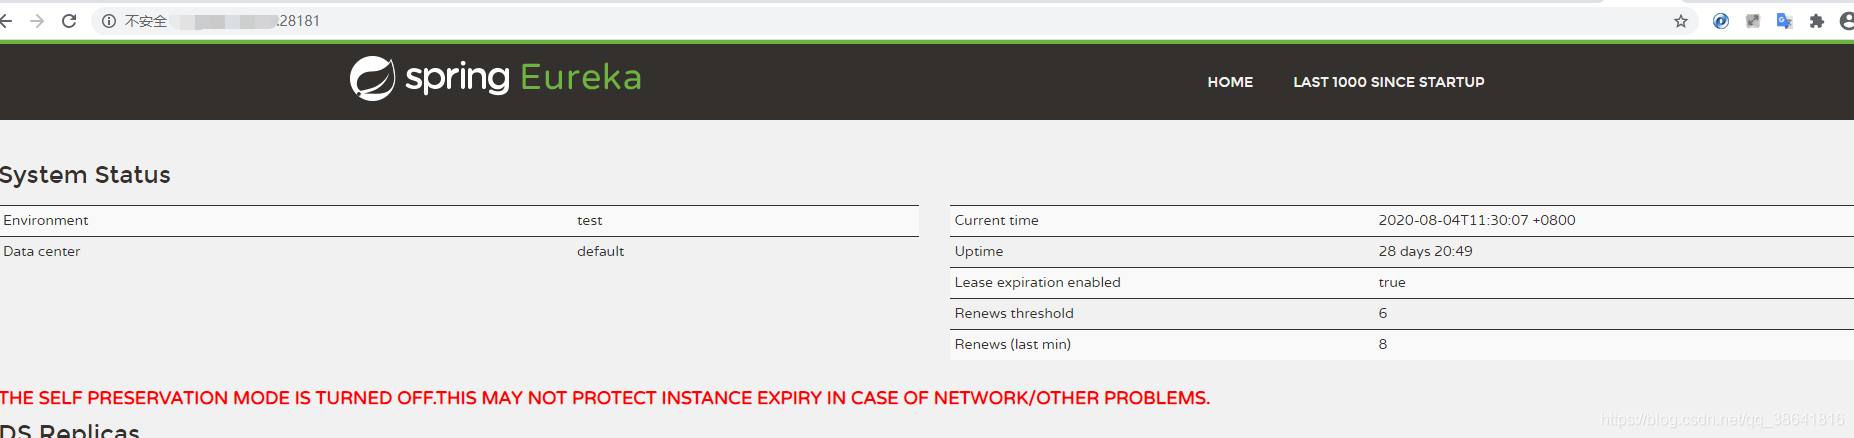 不安全 .28181
spring Eureka
HOME LAST 1000 SINCE STARTUP
System Status
Environment test
Data center default
Current time 2020-08-04T11:30:07 +0800
Uptime 28 days 20:49
Lease expiration enabled true
Renews threshold 6
Renews (last min) 8
THE SELF PRESERVATION MODE IS TURNED OFF.THIS MAY NOT PROTECT INSTANCE EXPIRY IN CASE OF NETWORK/OTHER PROBLEMS.
DS Replicas
https://blog.csdn.net/qq_38641816